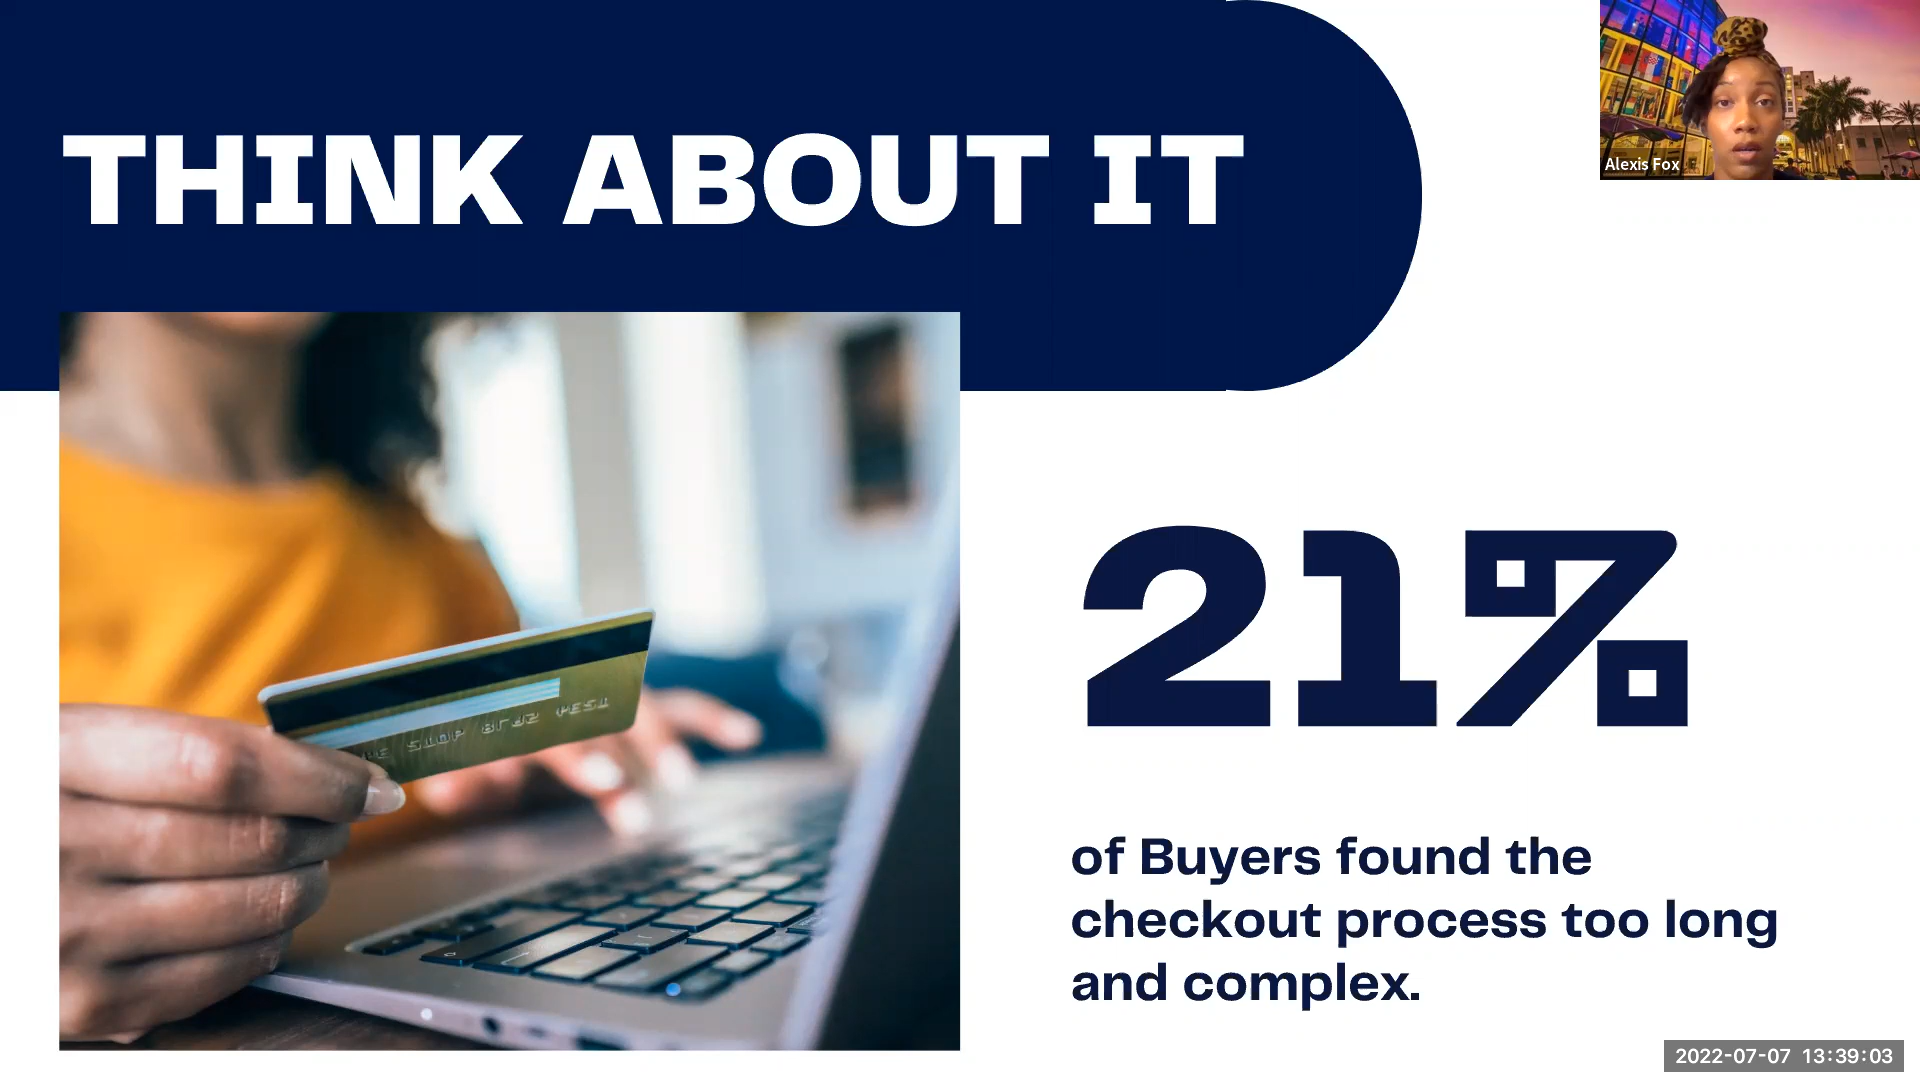 THINK ABOUT IT
Alexis Fox
21%
of Buyers found the
checkout process too long
and complex.
2022-07-07 13:39:03